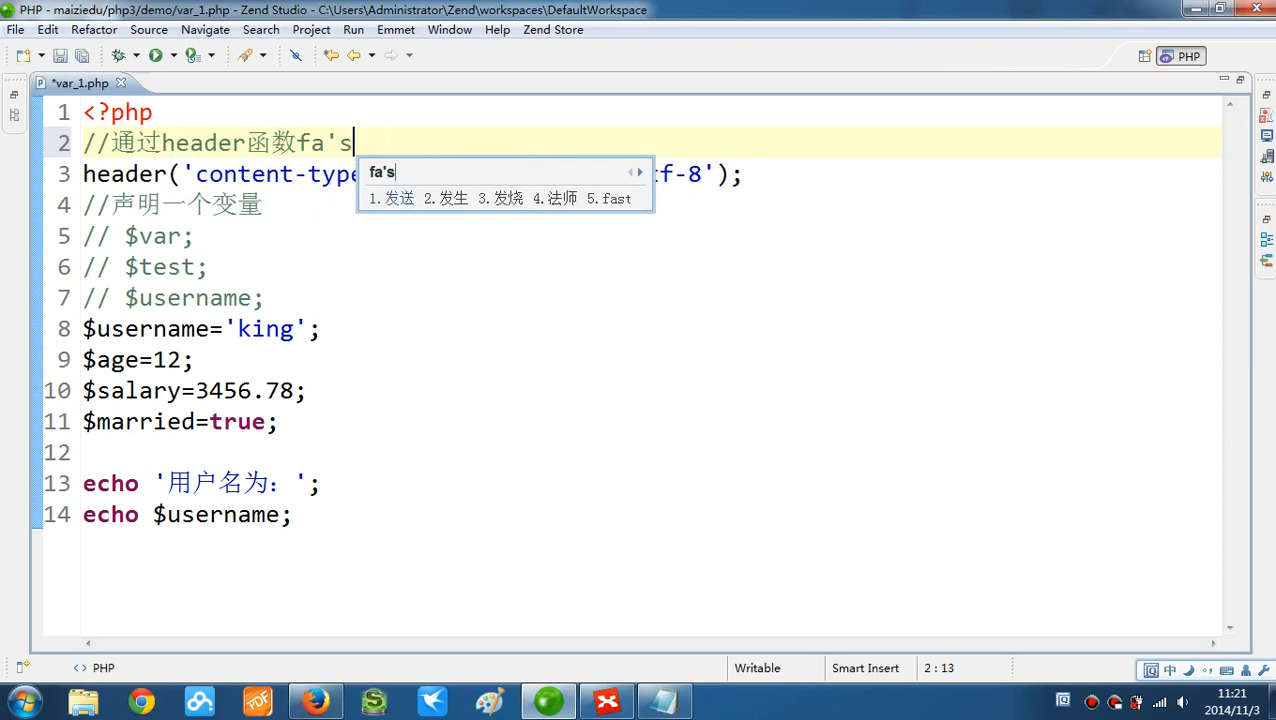 PHP - maiziedu/php3/demo/var_1.php - Zend Studio - C:\Users\Administrator\Zend\workspaces\DefaultWorkspace
File Edit Refactor Source Navigate Search Project Run Emmet Window Help Zend Store
PHP
*var_1.php
1 <?php
2 //通过header函数fa's
fa's
1.发送 2.发生 3.发烧 4.法师 5.fast
3 header('content-type tf-8');
4 //声明一个变量
5 // $var;
6 // $test;
7 // $username;
8 $username='king';
9 $age=12;
10 $salary=3456.78;
11 $married=true;
12
13 echo '用户名为：';
14 echo $username;
PHP Writable Smart Insert 2 : 13
中
PDF
11:21
2014/11/3